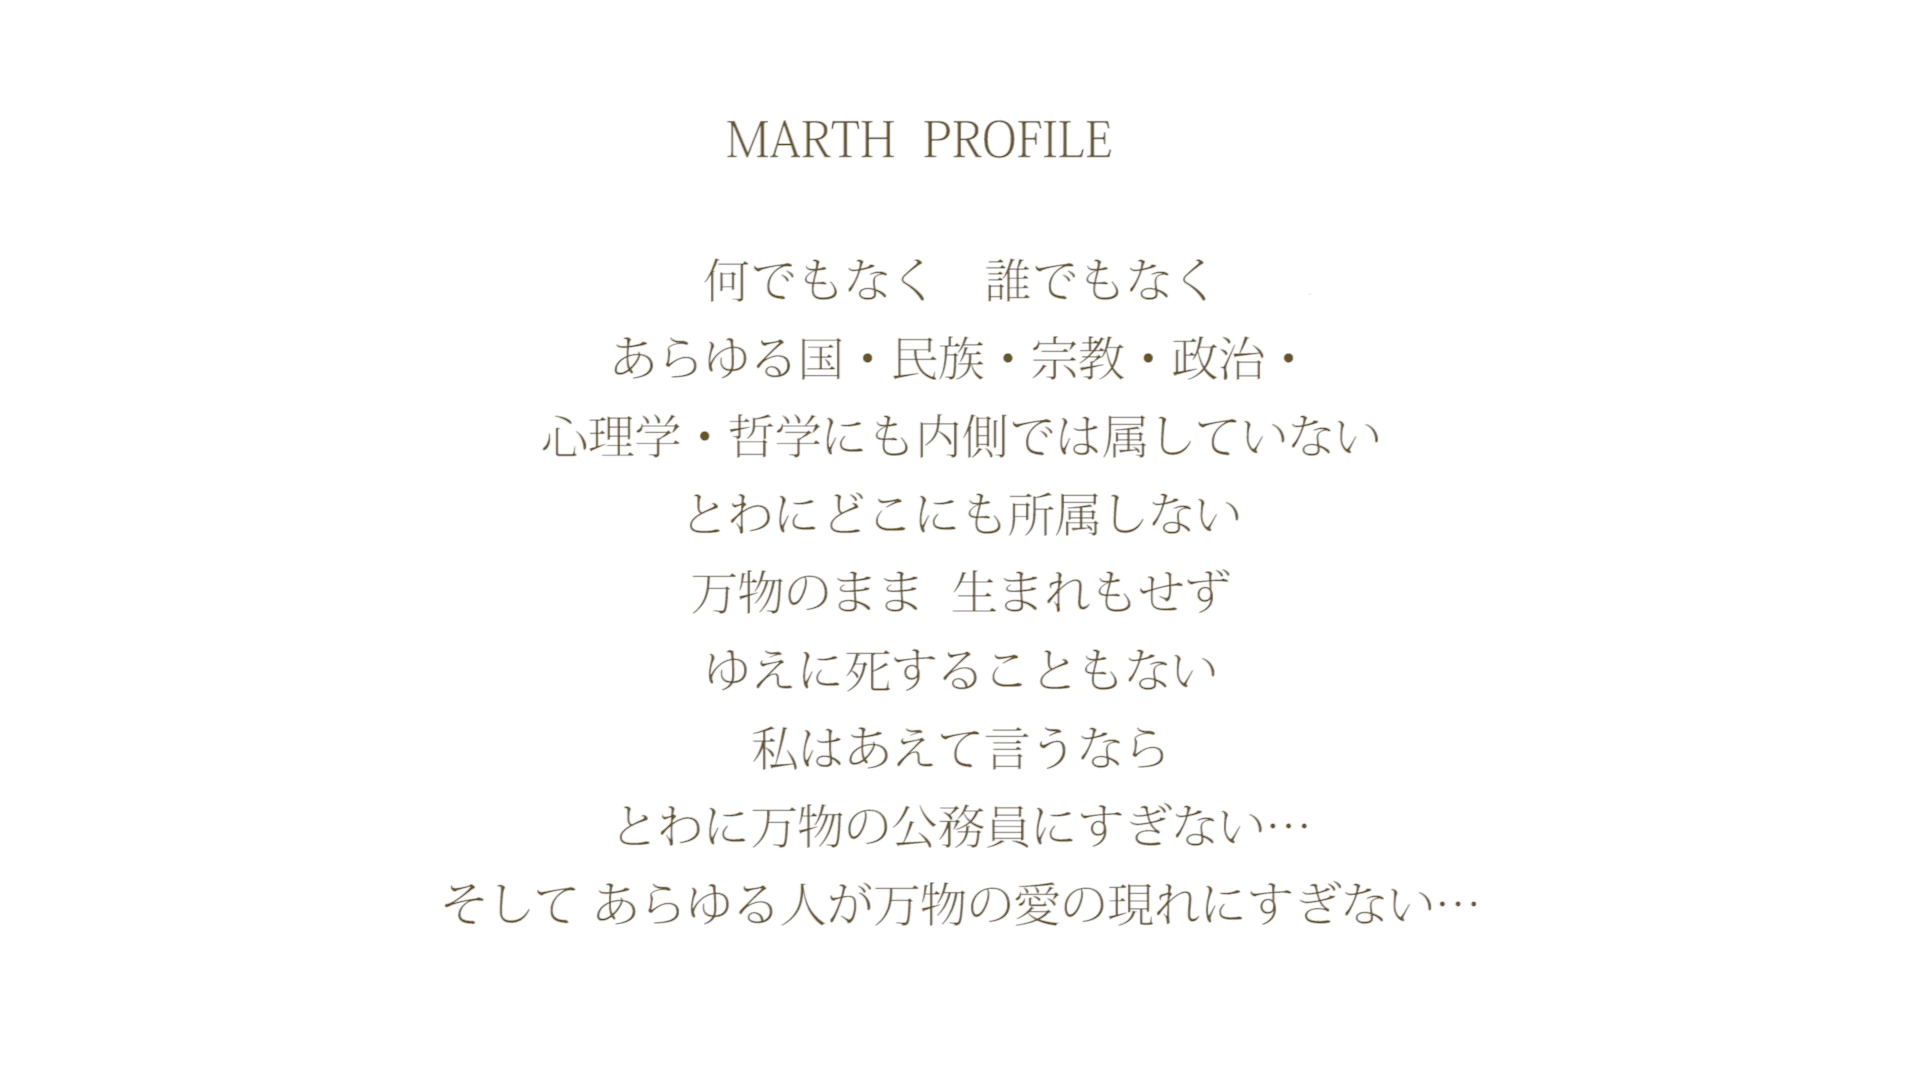 MARTH PROFILE
何でもなく　誰でもなく
あらゆる国・民族・宗教・政治・
心理学・哲学にも内側では属していない
とわにどこにも所属しない
万物のまま 生まれもせず
ゆえに死することもない
私はあえて言うなら
とわに万物の公務員にすぎない…
そして あらゆる人が万物の愛の現れにすぎない…